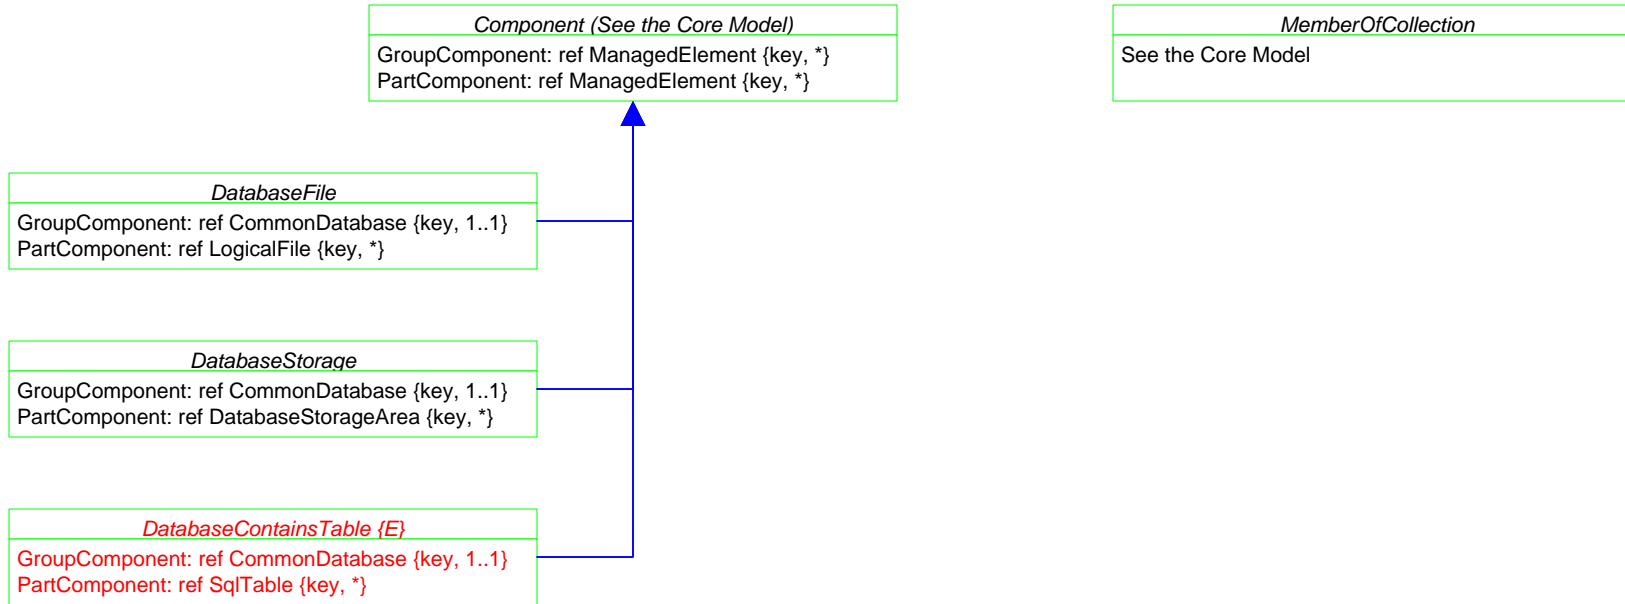 Component (See the Core Model)
GroupComponent: ref ManagedElement {key, *}
PartComponent: ref ManagedElement {key, *}
MemberOfCollection
See the Core Model
DatabaseFile
GroupComponent: ref CommonDatabase {key, 1..1}
PartComponent: ref LogicalFile {key, *}
DatabaseStorage
GroupComponent: ref CommonDatabase {key, 1..1}
PartComponent: ref DatabaseStorageArea {key, *}
DatabaseContainsTable {E}
GroupComponent: ref CommonDatabase {key, 1..1}
PartComponent: ref SqlTable {key, *}